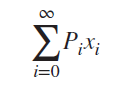 ∞
∑ Pᵢxᵢ
i=0